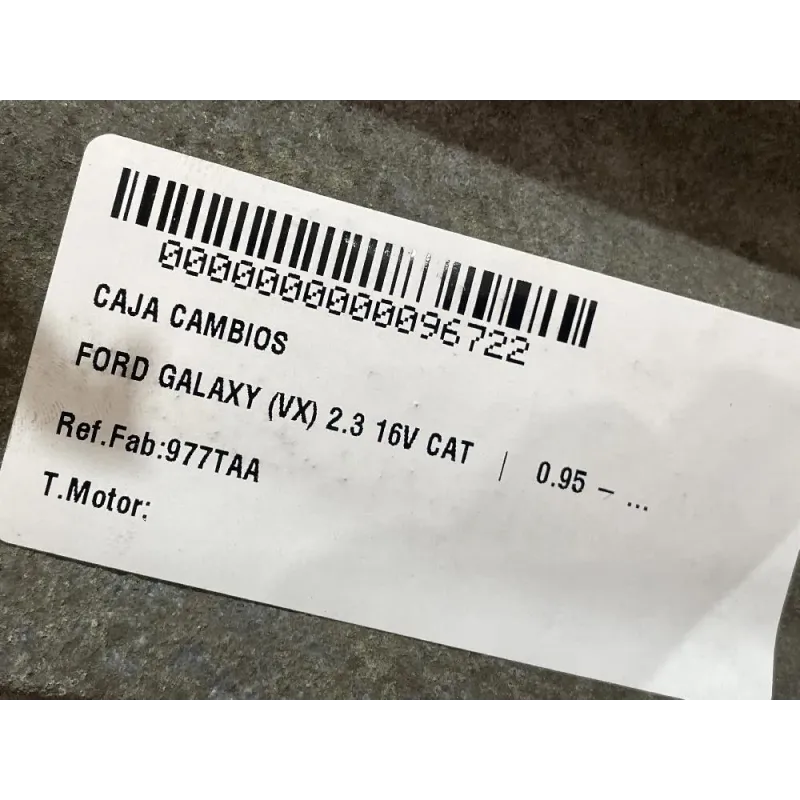 0000000000096722
CAJA CAMBIOS
FORD GALAXY (VX) 2.3 16V CAT | 0.95 – ...
Ref.Fab:977TAA
T.Motor: